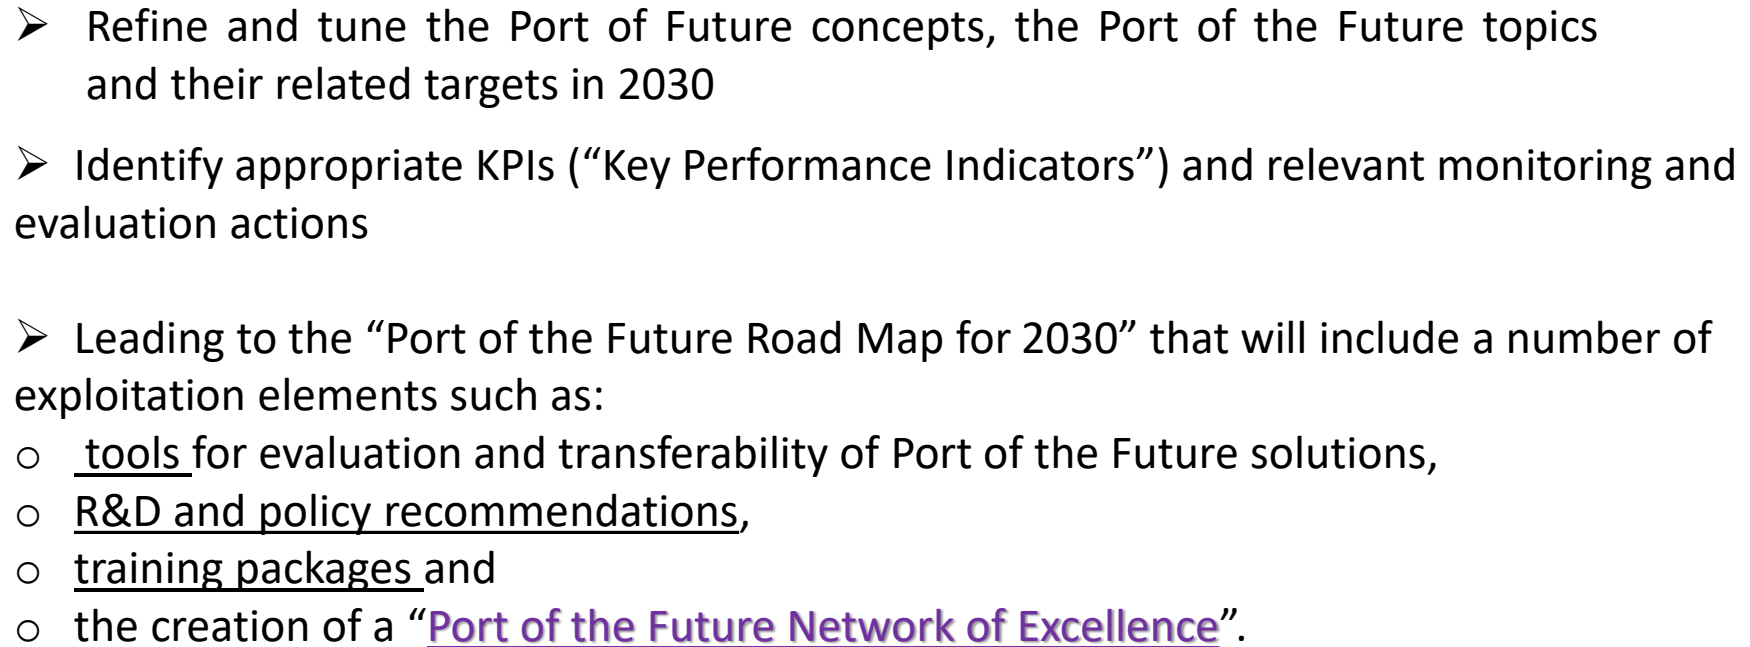 ➢ Refine and tune the Port of Future concepts, the Port of the Future topics
and their related targets in 2030
➢ Identify appropriate KPIs (“Key Performance Indicators”) and relevant monitoring and
evaluation actions
➢ Leading to the “Port of the Future Road Map for 2030” that will include a number of
exploitation elements such as:
o tools for evaluation and transferability of Port of the Future solutions,
o R&D and policy recommendations,
o training packages and
o the creation of a “Port of the Future Network of Excellence”.